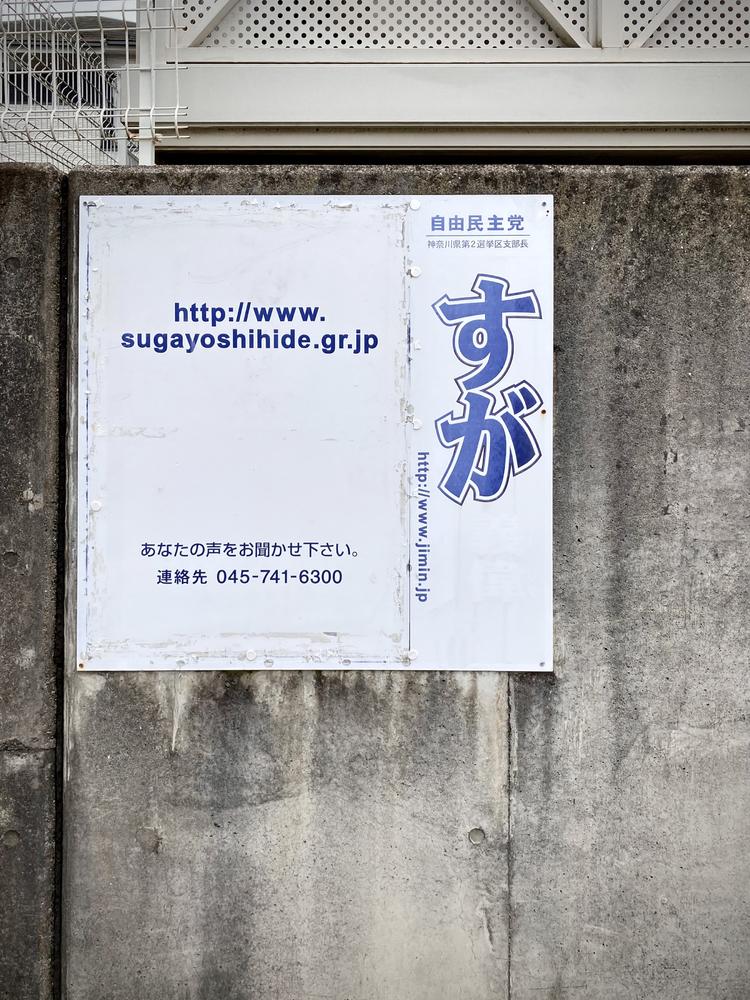 自由民主党
神奈川県第2選挙区支部長
すが
http://www.jimin.jp
http://www.
sugayoshihide.gr.jp
あなたの声をお聞かせ下さい。
連絡先 045-741-6300